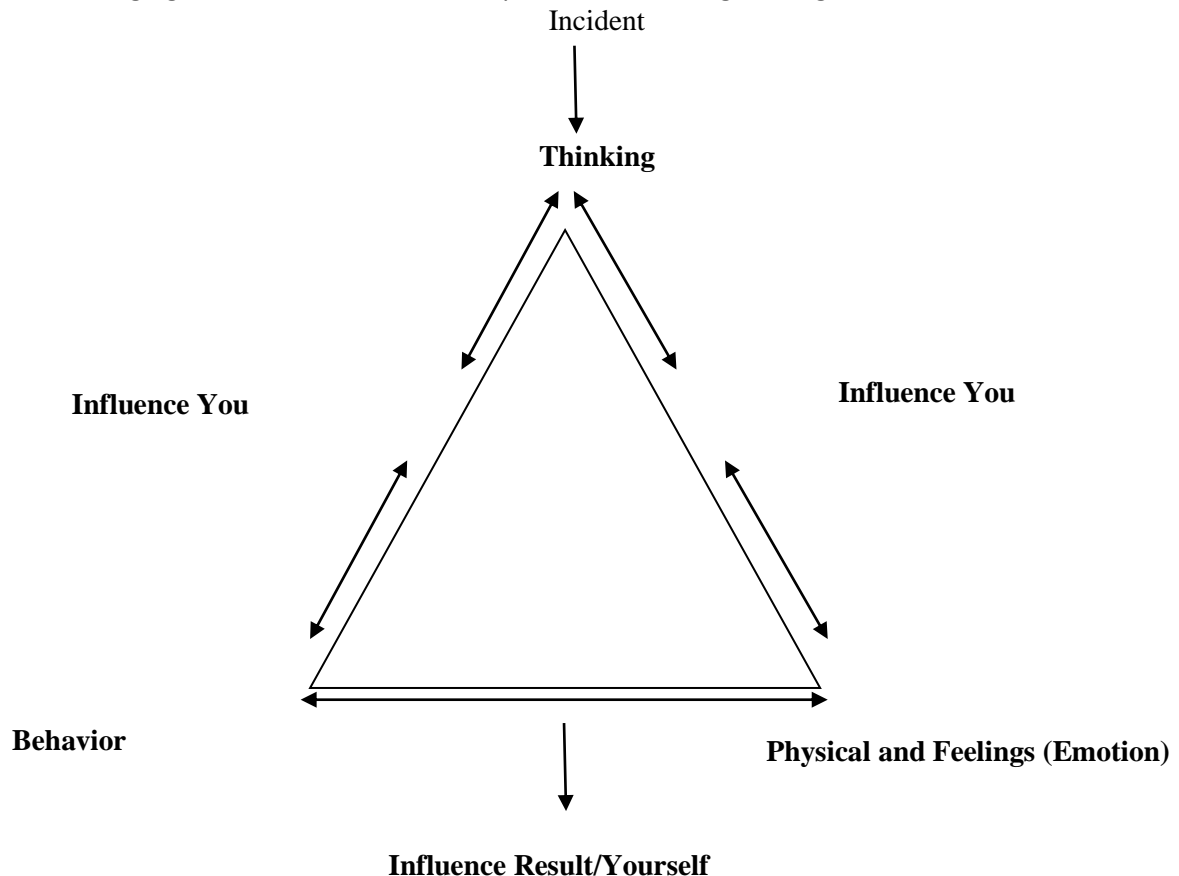 Incident
Thinking
Influence You
Influence You
Behavior
Physical and Feelings (Emotion)
Influence Result/Yourself